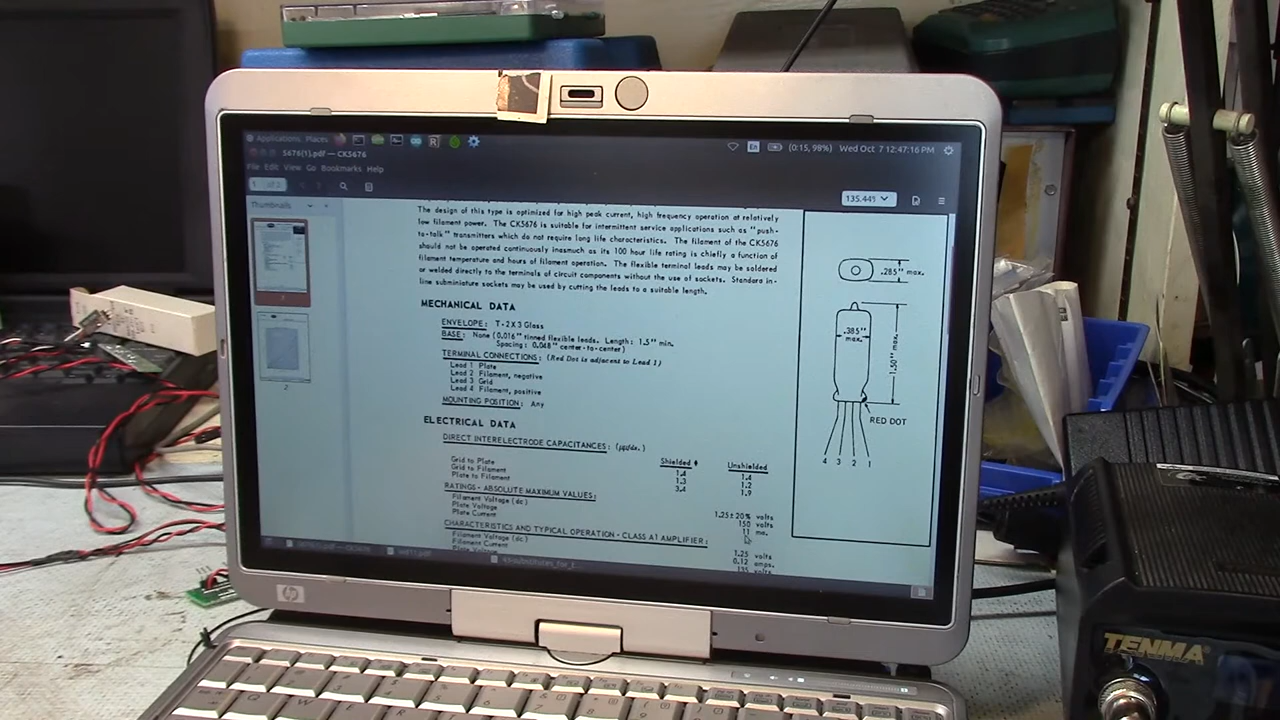 Applications Places
En
(0:15, 98%)
Wed Oct 7 12:47:16 PM
5676(1).pdf — CK5676
File Edit View Go Bookmarks Help
135.44%
Thumbnails
1
2
The design of this type is optimized for high peak current, high frequency operation at relatively
low filament power. The CK5676 is suitable for intermittent service applications such as "push-
to-talk" transmitters which do not require long life characteristics. The filament of the CK5676
should not be operated continuously inasmuch as its 100 hour life rating is chiefly a function of
filament temperature and hours of filament operation. The flexible terminal leads may be soldered
or welded directly to the terminals of circuit components without the use of sockets. Standard in-
line subminiature sockets may be used by cutting the leads to a suitable length.
MECHANICAL DATA
ENVELOPE: T-2X3 Glass
BASE: None (0.016" tinned flexible leads. Length: 1.5" min.
Spacing: 0.048" center-to-center)
TERMINAL CONNECTIONS: (Red Dot is adjacent to Lead 1)
Lead 1 Plate
Lead 2 Filament, negative
Lead 3 Grid
Lead 4 Filament, positive
MOUNTING POSITION: Any
ELECTRICAL DATA
DIRECT INTERELECTRODE CAPACITANCES: (μμfds.)
Shielded # Unshielded
Grid to Plate 1.4 1.4
Grid to Filament 1.3 1.2
Plate to Filament 3.4 1.9
RATINGS - ABSOLUTE MAXIMUM VALUES:
Filament Voltage (dc) 1.25± 20% volts
Plate Voltage 150 volts
Plate Current 11 ma.
CHARACTERISTICS AND TYPICAL OPERATION - CLASS A1 AMPLIFIER:
Filament Voltage (dc) 1.25 volts
Filament Current 0.12 amps.
Plate Voltage 135 volts
.285" max.
.385"
max.
1.50" max.
RED DOT
4 3 2 1
hp
TENMA